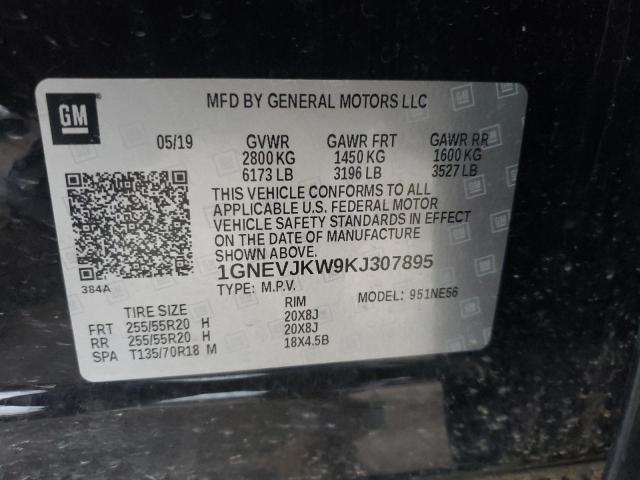 GM
MFD BY GENERAL MOTORS LLC
05/19 GVWR GAWR FRT GAWR RR
2800 KG 1450 KG 1600 KG
6173 LB 3196 LB 3527 LB
THIS VEHICLE CONFORMS TO ALL
APPLICABLE U.S. FEDERAL MOTOR
VEHICLE SAFETY STANDARDS IN EFFECT
ON THE DATE OF MANUFACTURE
SHOWN ABOVE.
384A
1GNEVJKW9KJ307895
TYPE: M.P.V. MODEL: 951NE56
TIRE SIZE RIM
FRT 255/55R20 H 20X8J
RR 255/55R20 H 20X8J
SPA T135/70R18 M 18X4.5B